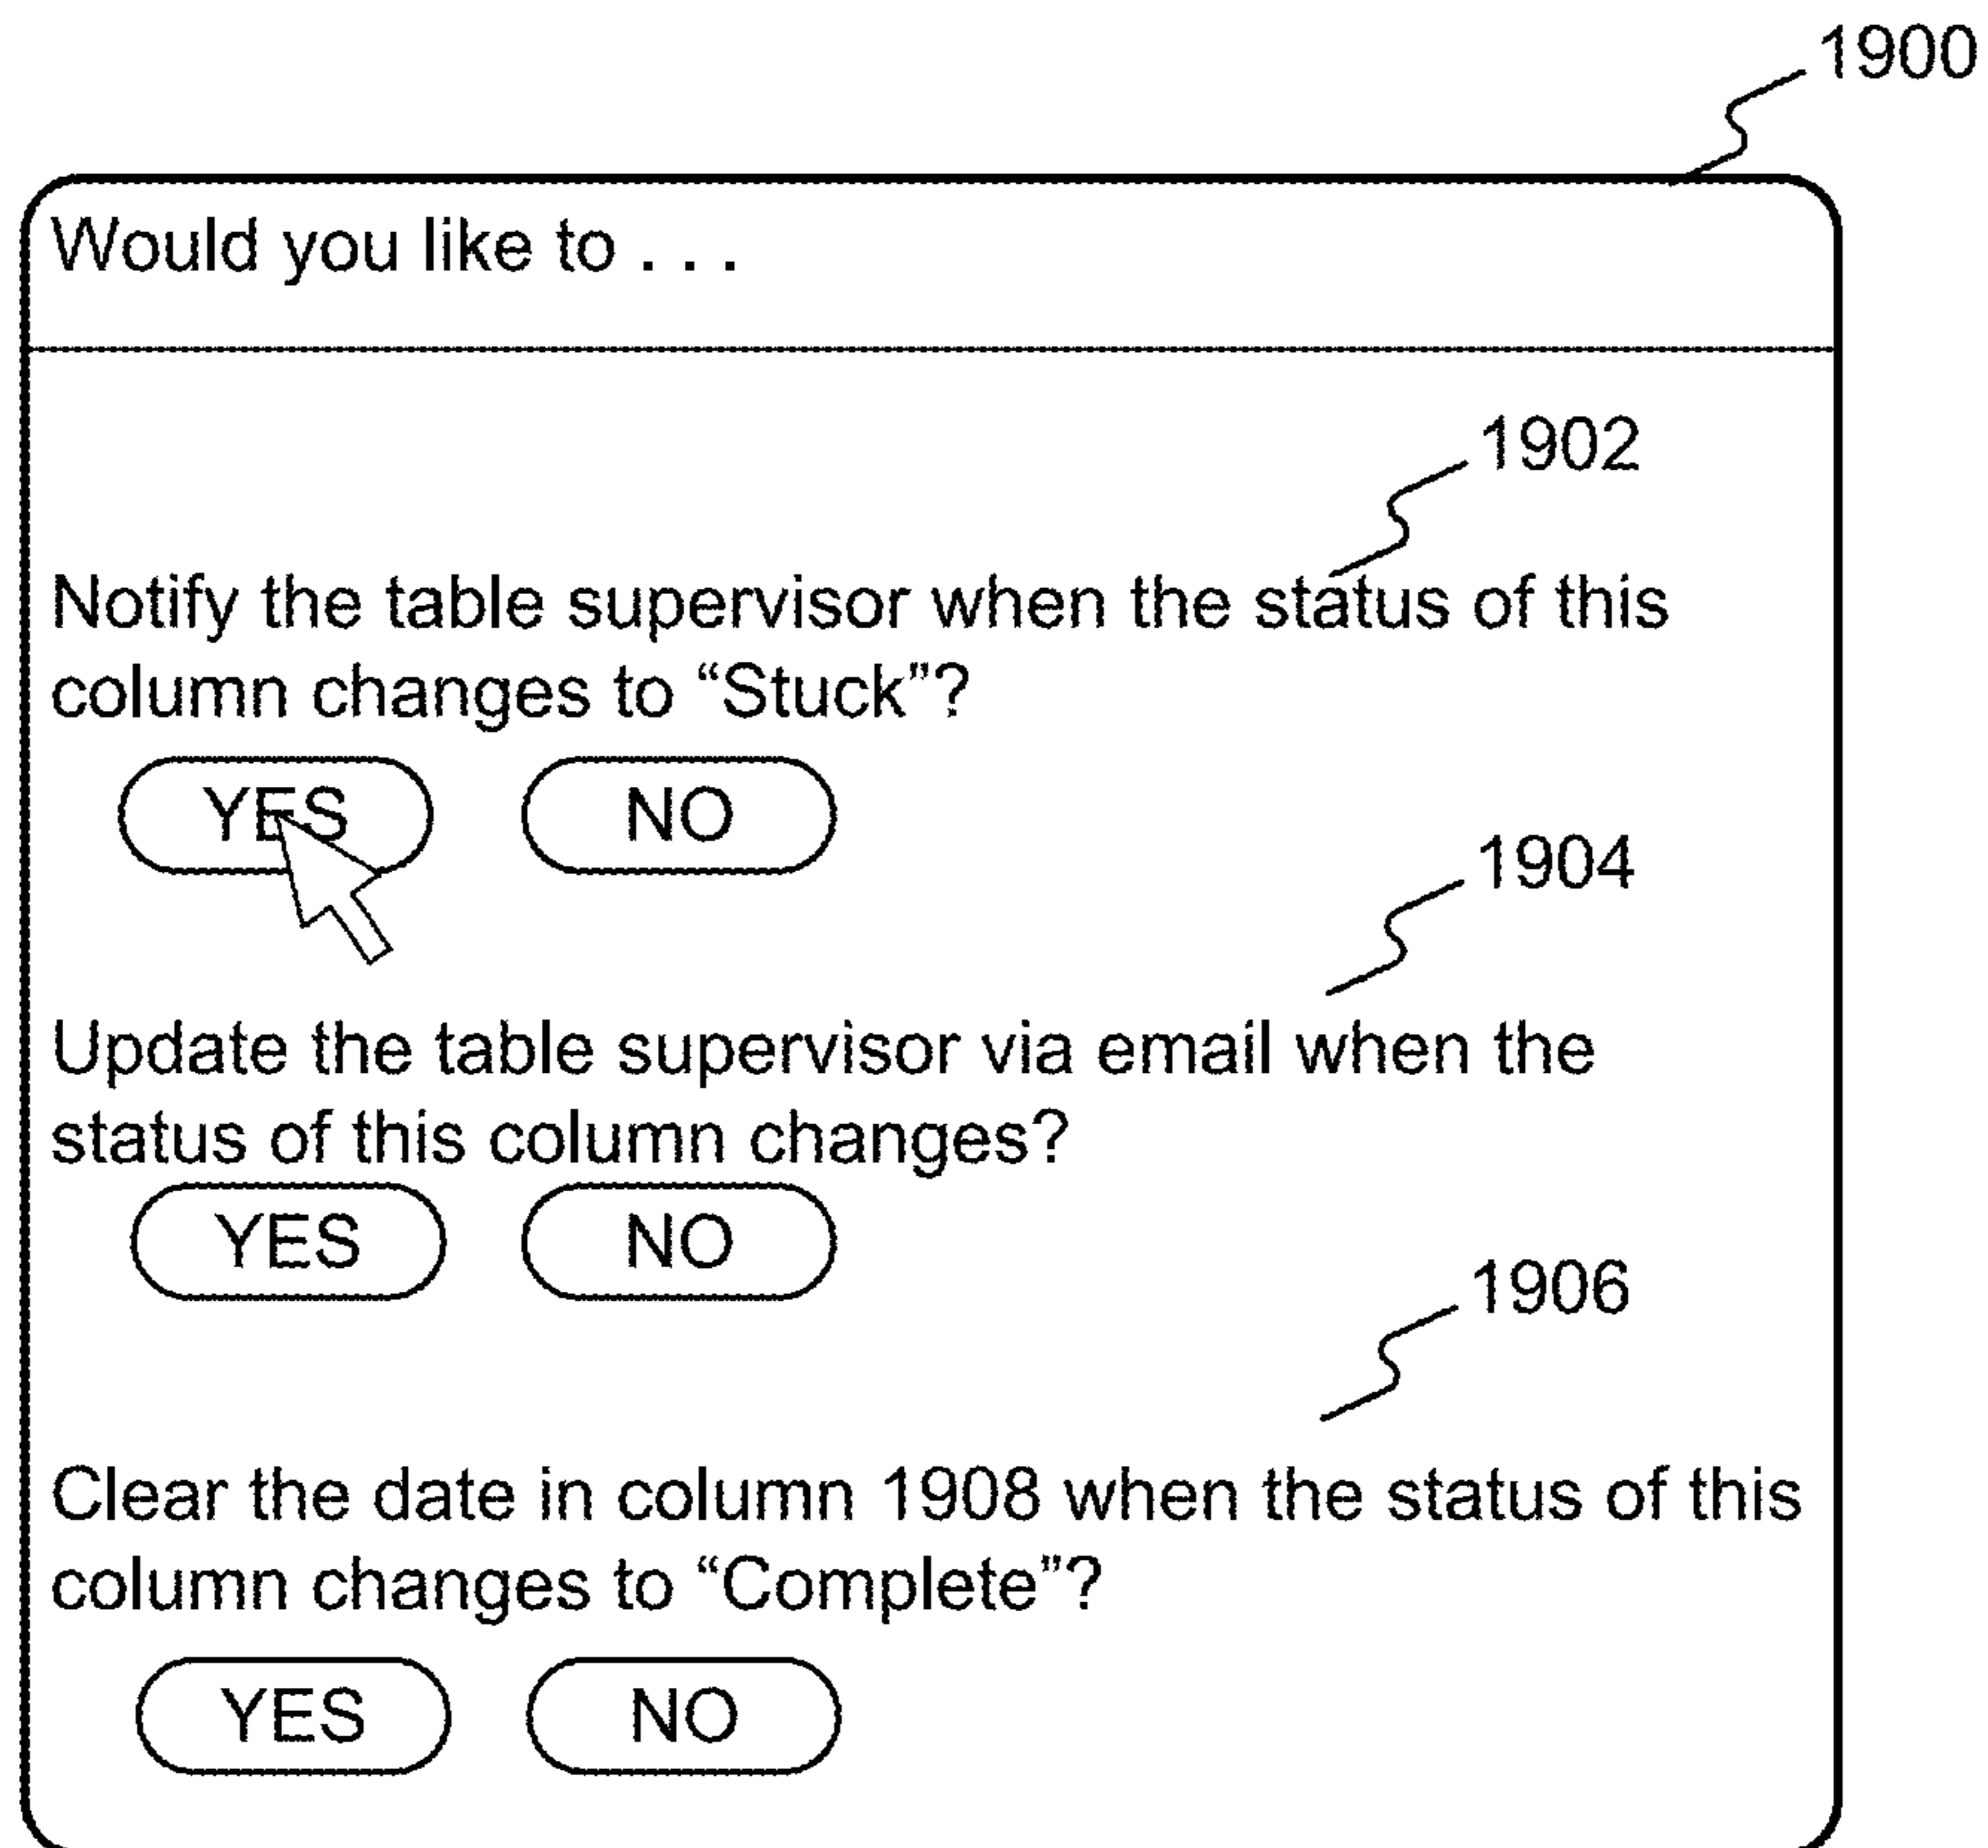 1900
Would you like to . . .
1902
Notify the table supervisor when the status of this
column changes to “Stuck”?
YES NO
1904
Update the table supervisor via email when the
status of this column changes?
YES NO
1906
Clear the date in column 1908 when the status of this
column changes to “Complete”?
YES NO